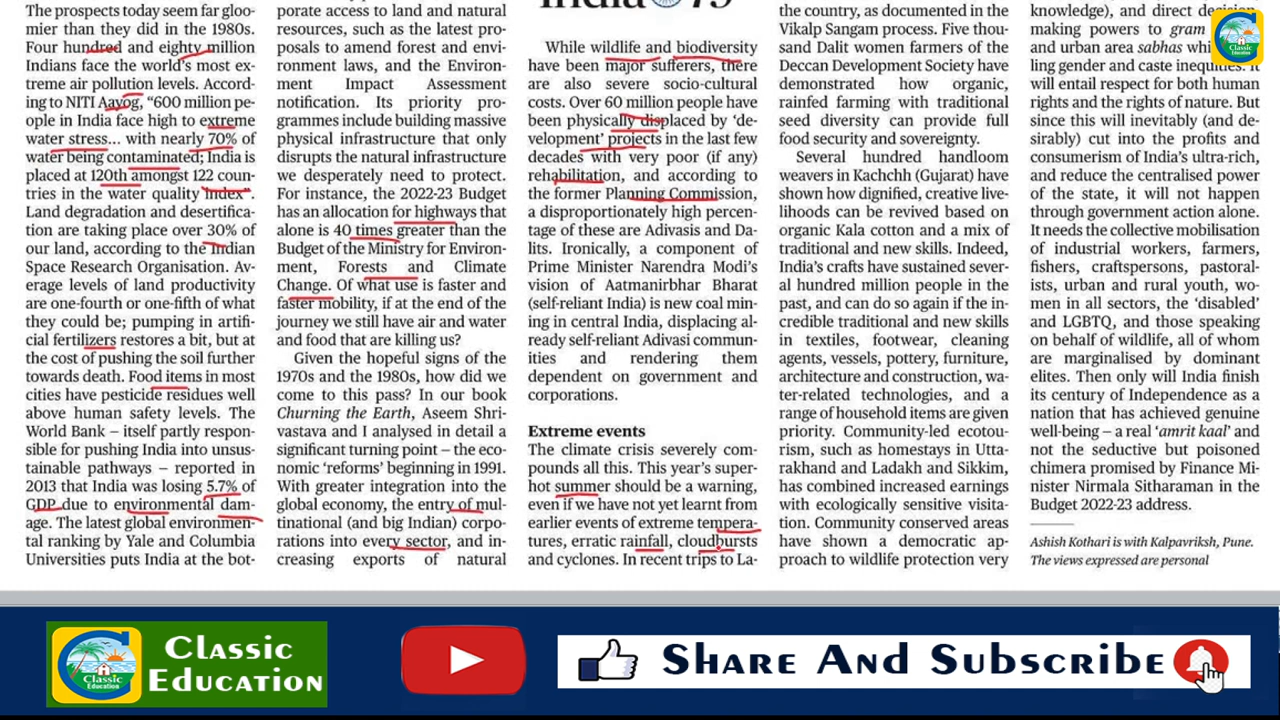 The prospects today seem far gloo-
mier than they did in the 1980s.
Four hundred and eighty million
Indians face the world's most ex-
treme air pollution levels. Accord-
ing to NITI Aayog, “600 million pe-
ople in India face high to extreme
water stress... with nearly 70% of
water being contaminated; India is
placed at 120th amongst 122 coun-
tries in the water quality index”.
Land degradation and desertifica-
tion are taking place over 30% of
our land, according to the Indian
Space Research Organisation. Av-
erage levels of land productivity
are one-fourth or one-fifth of what
they could be; pumping in artifi-
cial fertilizers restores a bit, but at
the cost of pushing the soil further
towards death. Food items in most
cities have pesticide residues well
above human safety levels. The
World Bank – itself partly respon-
sible for pushing India into unsus-
tainable pathways – reported in
2013 that India was losing 5.7% of
GDP due to environmental dam-
age. The latest global environmen-
tal ranking by Yale and Columbia
Universities puts India at the bot-
porate access to land and natural
resources, such as the latest pro-
posals to amend forest and envi-
ronment laws, and the Environ-
ment Impact Assessment
notification. Its priority pro-
grammes include building massive
physical infrastructure that only
disrupts the natural infrastructure
we desperately need to protect.
For instance, the 2022-23 Budget
has an allocation for highways that
alone is 40 times greater than the
Budget of the Ministry for Environ-
ment, Forests and Climate
Change. Of what use is faster and
faster mobility, if at the end of the
journey we still have air and water
and food that are killing us?
Given the hopeful signs of the
1970s and the 1980s, how did we
come to this pass? In our book
Churning the Earth, Aseem Shri-
vastava and I analysed in detail a
significant turning point – the eco-
nomic ‘reforms’ beginning in 1991.
With greater integration into the
global economy, the entry of mul-
tinational (and big Indian) corpo-
rations into every sector, and in-
creasing exports of natural
India 75
While wildlife and biodiversity
have been major sufferers, there
are also severe socio-cultural
costs. Over 60 million people have
been physically displaced by ‘de-
velopment’ projects in the last few
decades with very poor (if any)
rehabilitation, and according to
the former Planning Commission,
a disproportionately high percen-
tage of these are Adivasis and Da-
lits. Ironically, a component of
Prime Minister Narendra Modi’s
vision of Aatmanirbhar Bharat
(self-reliant India) is new coal min-
ing in central India, displacing al-
ready self-reliant Adivasi commun-
ities and rendering them
dependent on government and
corporations.
Extreme events
The climate crisis severely com-
pounds all this. This year’s super-
hot summer should be a warning,
even if we have not yet learnt from
earlier events of extreme tempera-
tures, erratic rainfall, cloudbursts
and cyclones. In recent trips to La-
the country, as documented in the
Vikalp Sangam process. Five thou-
sand Dalit women farmers of the
Deccan Development Society have
demonstrated how organic,
rainfed farming with traditional
seed diversity can provide full
food security and sovereignty.
Several hundred handloom
weavers in Kachchh (Gujarat) have
shown how dignified, creative live-
lihoods can be revived based on
organic Kala cotton and a mix of
traditional and new skills. Indeed,
India’s crafts have sustained sever-
al hundred million people in the
past, and can do so again if the in-
credible traditional and new skills
in textiles, footwear, cleaning
agents, vessels, pottery, furniture,
architecture and construction, wa-
ter-related technologies, and a
range of household items are given
priority. Community-led ecotou-
rism, such as homestays in Utta-
rakhand and Ladakh and Sikkim,
has combined increased earnings
with ecologically sensitive visita-
tion. Community conserved areas
have shown a democratic ap-
proach to wildlife protection very
knowledge), and direct decision-
making powers to gram
and urban area sabhas
ling gender and caste inequities. It
will entail respect for both human
rights and the rights of nature. But
since this will inevitably (and de-
sirably) cut into the profits and
consumerism of India’s ultra-rich,
and reduce the centralised power
of the state, it will not happen
through government action alone.
It needs the collective mobilisation
of industrial workers, farmers,
fishers, craftspersons, pastoral-
ists, urban and rural youth, wo-
men in all sectors, the ‘disabled’
and LGBTQ, and those speaking
on behalf of wildlife, all of whom
are marginalised by dominant
elites. Then only will India finish
its century of Independence as a
nation that has achieved genuine
well-being – a real ‘amrit kaal’ and
not the seductive but poisoned
chimera promised by Finance Mi-
nister Nirmala Sitharaman in the
Budget 2022-23 address.
Ashish Kothari is with Kalpavriksh, Pune.
The views expressed are personal
Classic
Education
Classic
Education
Classic
Education
Share And Subscribe